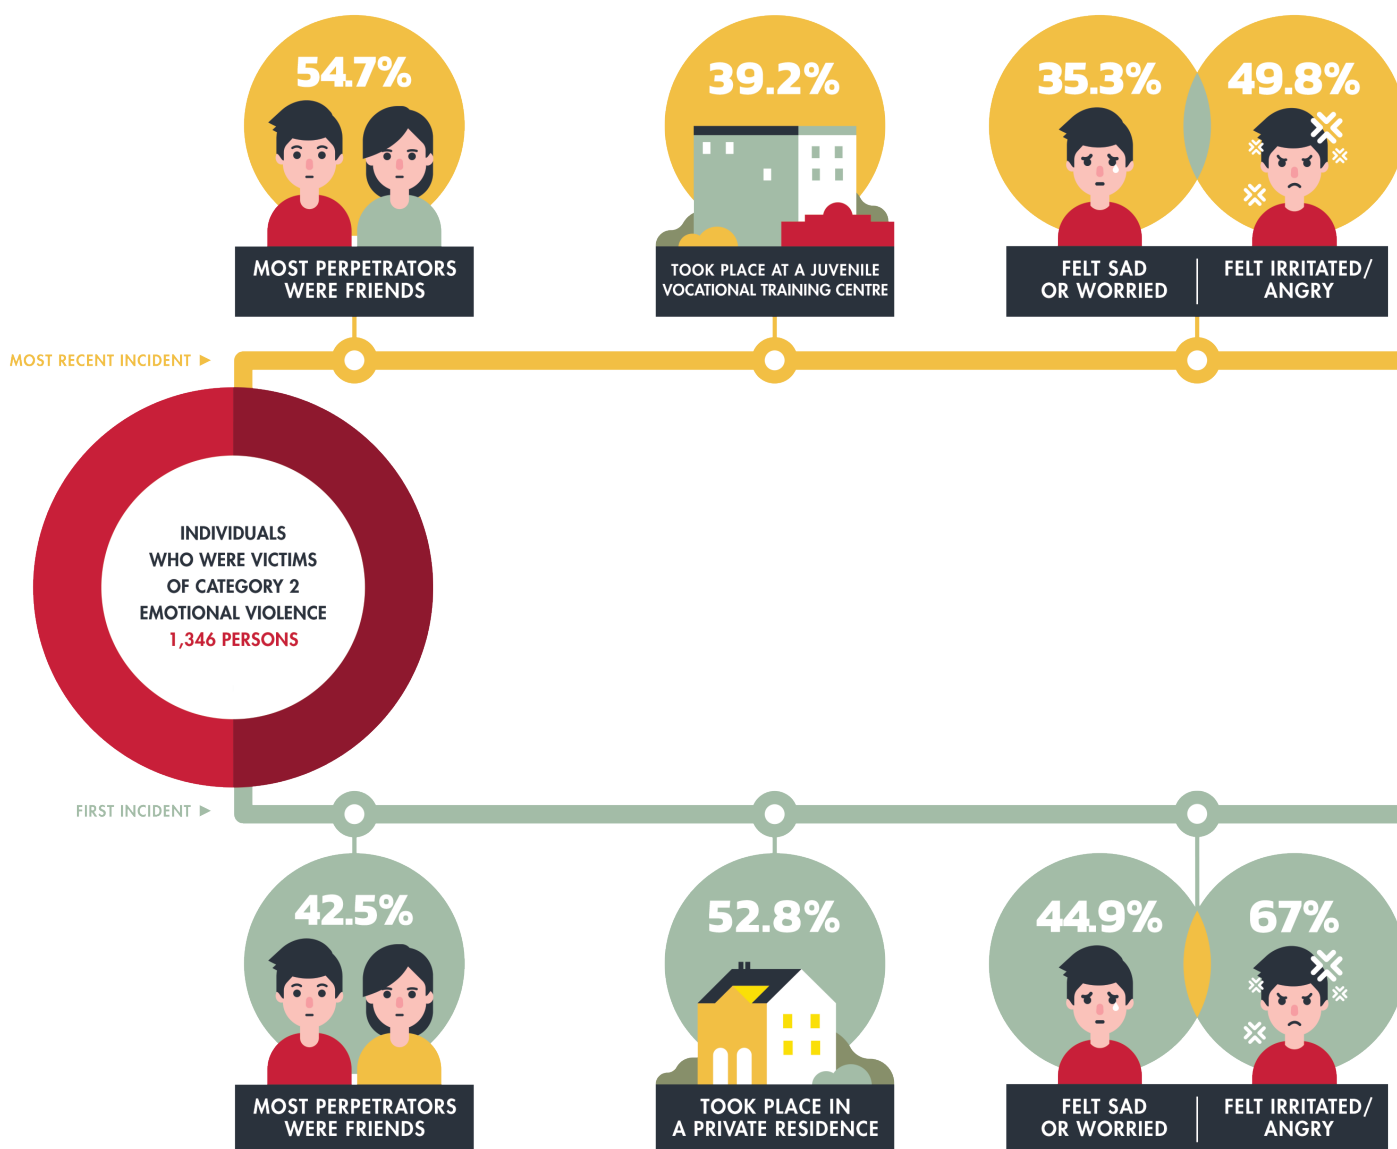 54.7%
MOST PERPETRATORS
WERE FRIENDS
39.2%
TOOK PLACE AT A JUVENILE
VOCATIONAL TRAINING CENTRE
35.3%
FELT SAD
OR WORRIED
49.8%
FELT IRRITATED/
ANGRY
MOST RECENT INCIDENT ►
INDIVIDUALS
WHO WERE VICTIMS
OF CATEGORY 2
EMOTIONAL VIOLENCE
1,346 PERSONS
FIRST INCIDENT ►
42.5%
MOST PERPETRATORS
WERE FRIENDS
52.8%
TOOK PLACE IN
A PRIVATE RESIDENCE
44.9%
FELT SAD
OR WORRIED
67%
FELT IRRITATED/
ANGRY